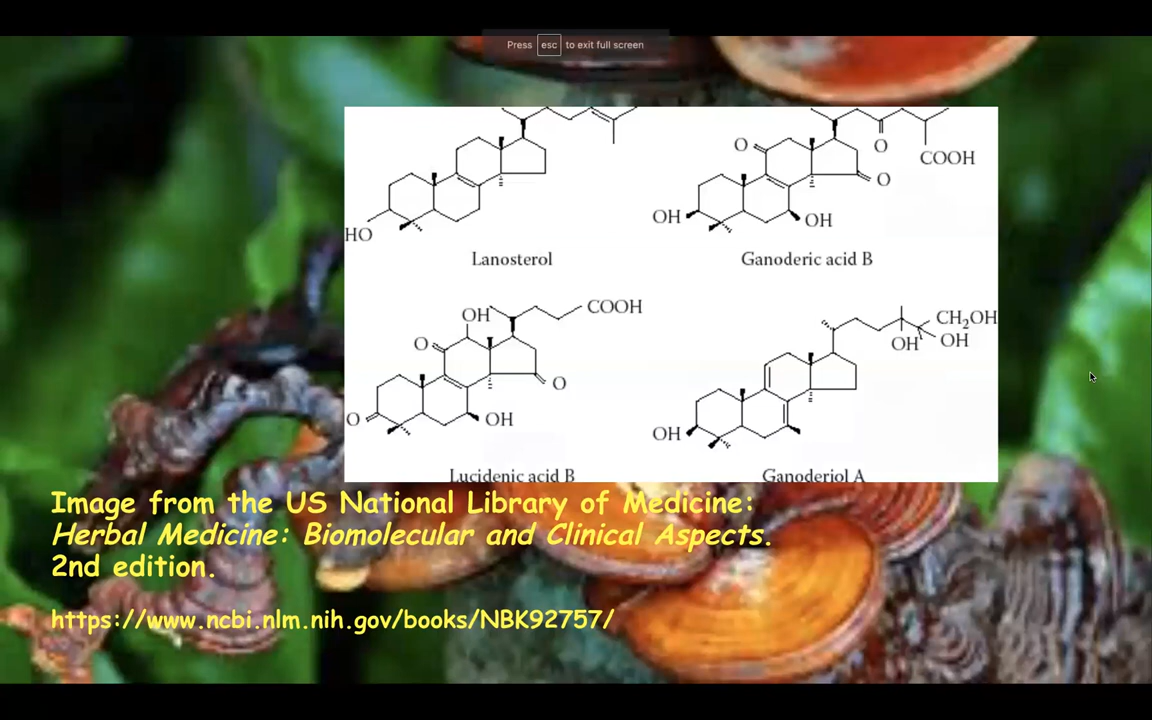 Press esc to exit full screen
O
O
COOH
O
OH
OH
HO
Lanosterol
Ganoderic acid B
OH
COOH
O
O
O
OH
CH2OH
OH
OH
OH
Lucidenic acid B
Ganoderiol A
Image from the US National Library of Medicine:
Herbal Medicine: Biomolecular and Clinical Aspects.
2nd edition.
https://www.ncbi.nlm.nih.gov/books/NBK92757/